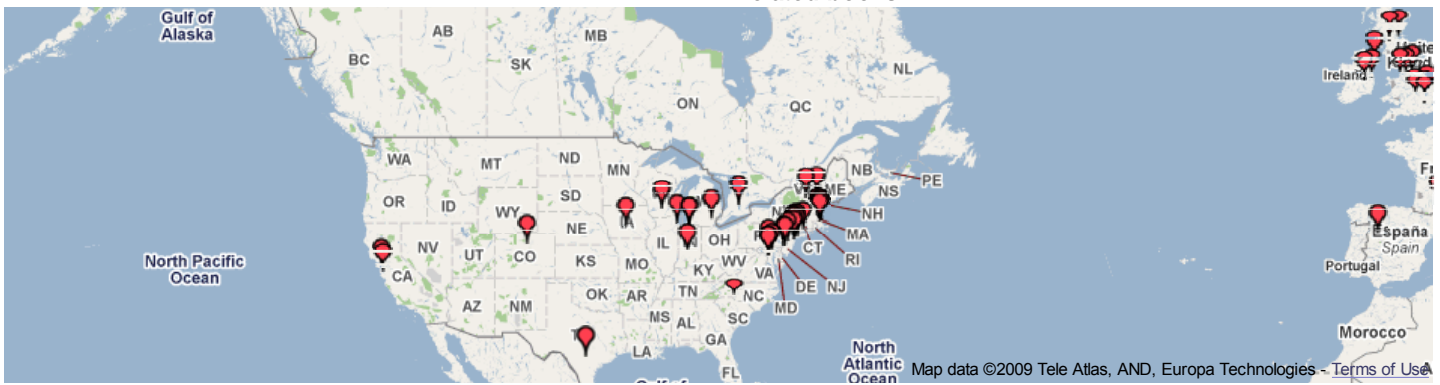 Gulf of
Alaska
AB
MB
BC
SK
NL
ON
QC
Ireland
WA
MT
ND
MN
NB
PE
ME
NS
OR
ID
SD
WY
NH
NE
MA
IL
OH
CT
RI
NV
UT
CO
KS
MO
WV
KY
VA
DE
NJ
CA
North Pacific
Ocean
España
Spain
Portugal
OK
AR
TN
NC
MD
AZ
NM
MS
AL
SC
GA
LA
FL
Morocco
North
Atlantic
Ocean
Map data ©2009 Tele Atlas, AND, Europa Technologies - Terms of Use